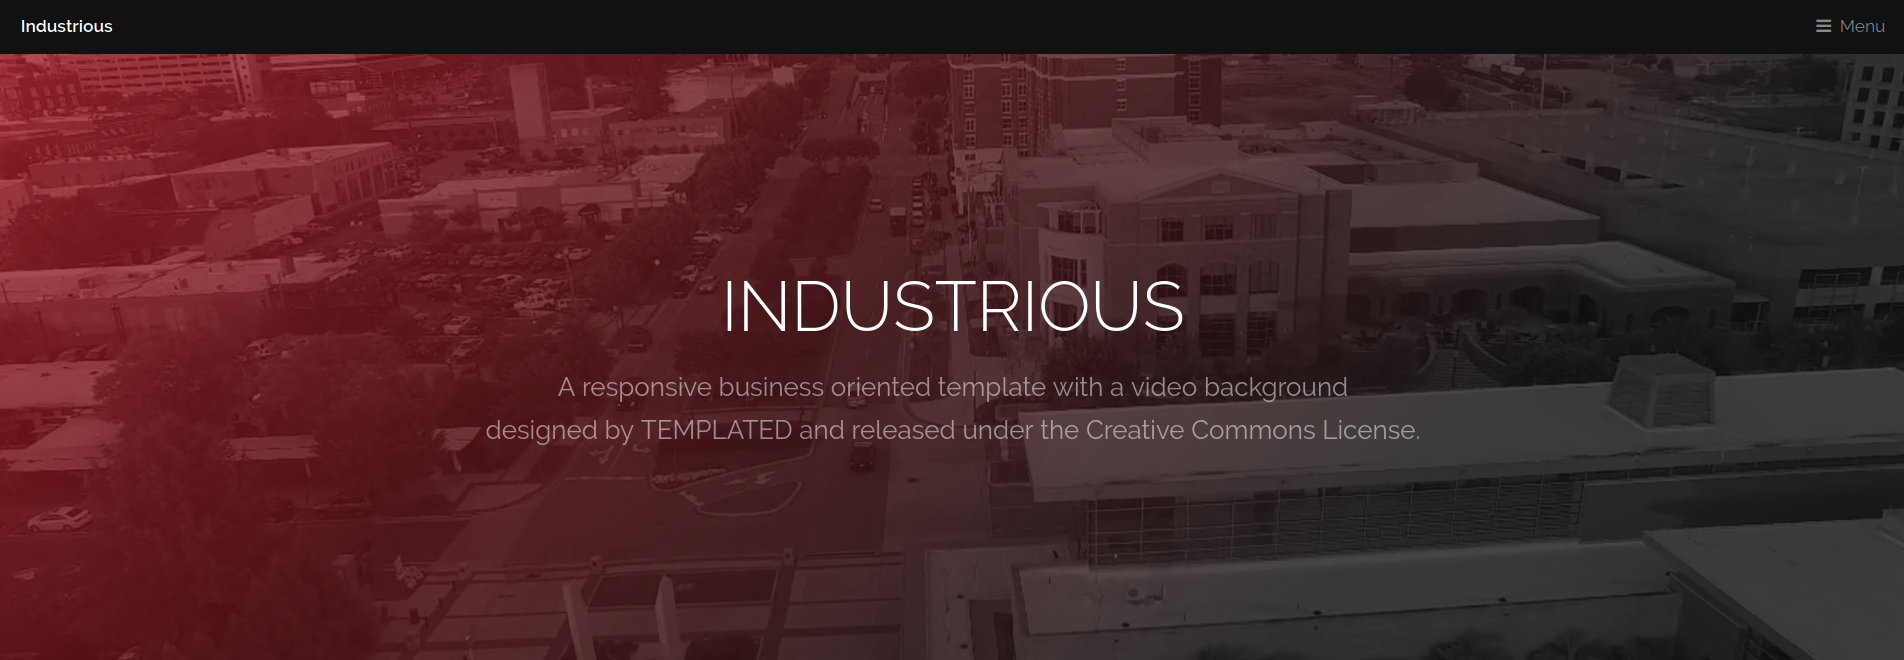 Industrious
Menu
INDUSTRIOUS
A responsive business oriented template with a video background
designed by TEMPLATED and released under the Creative Commons License.